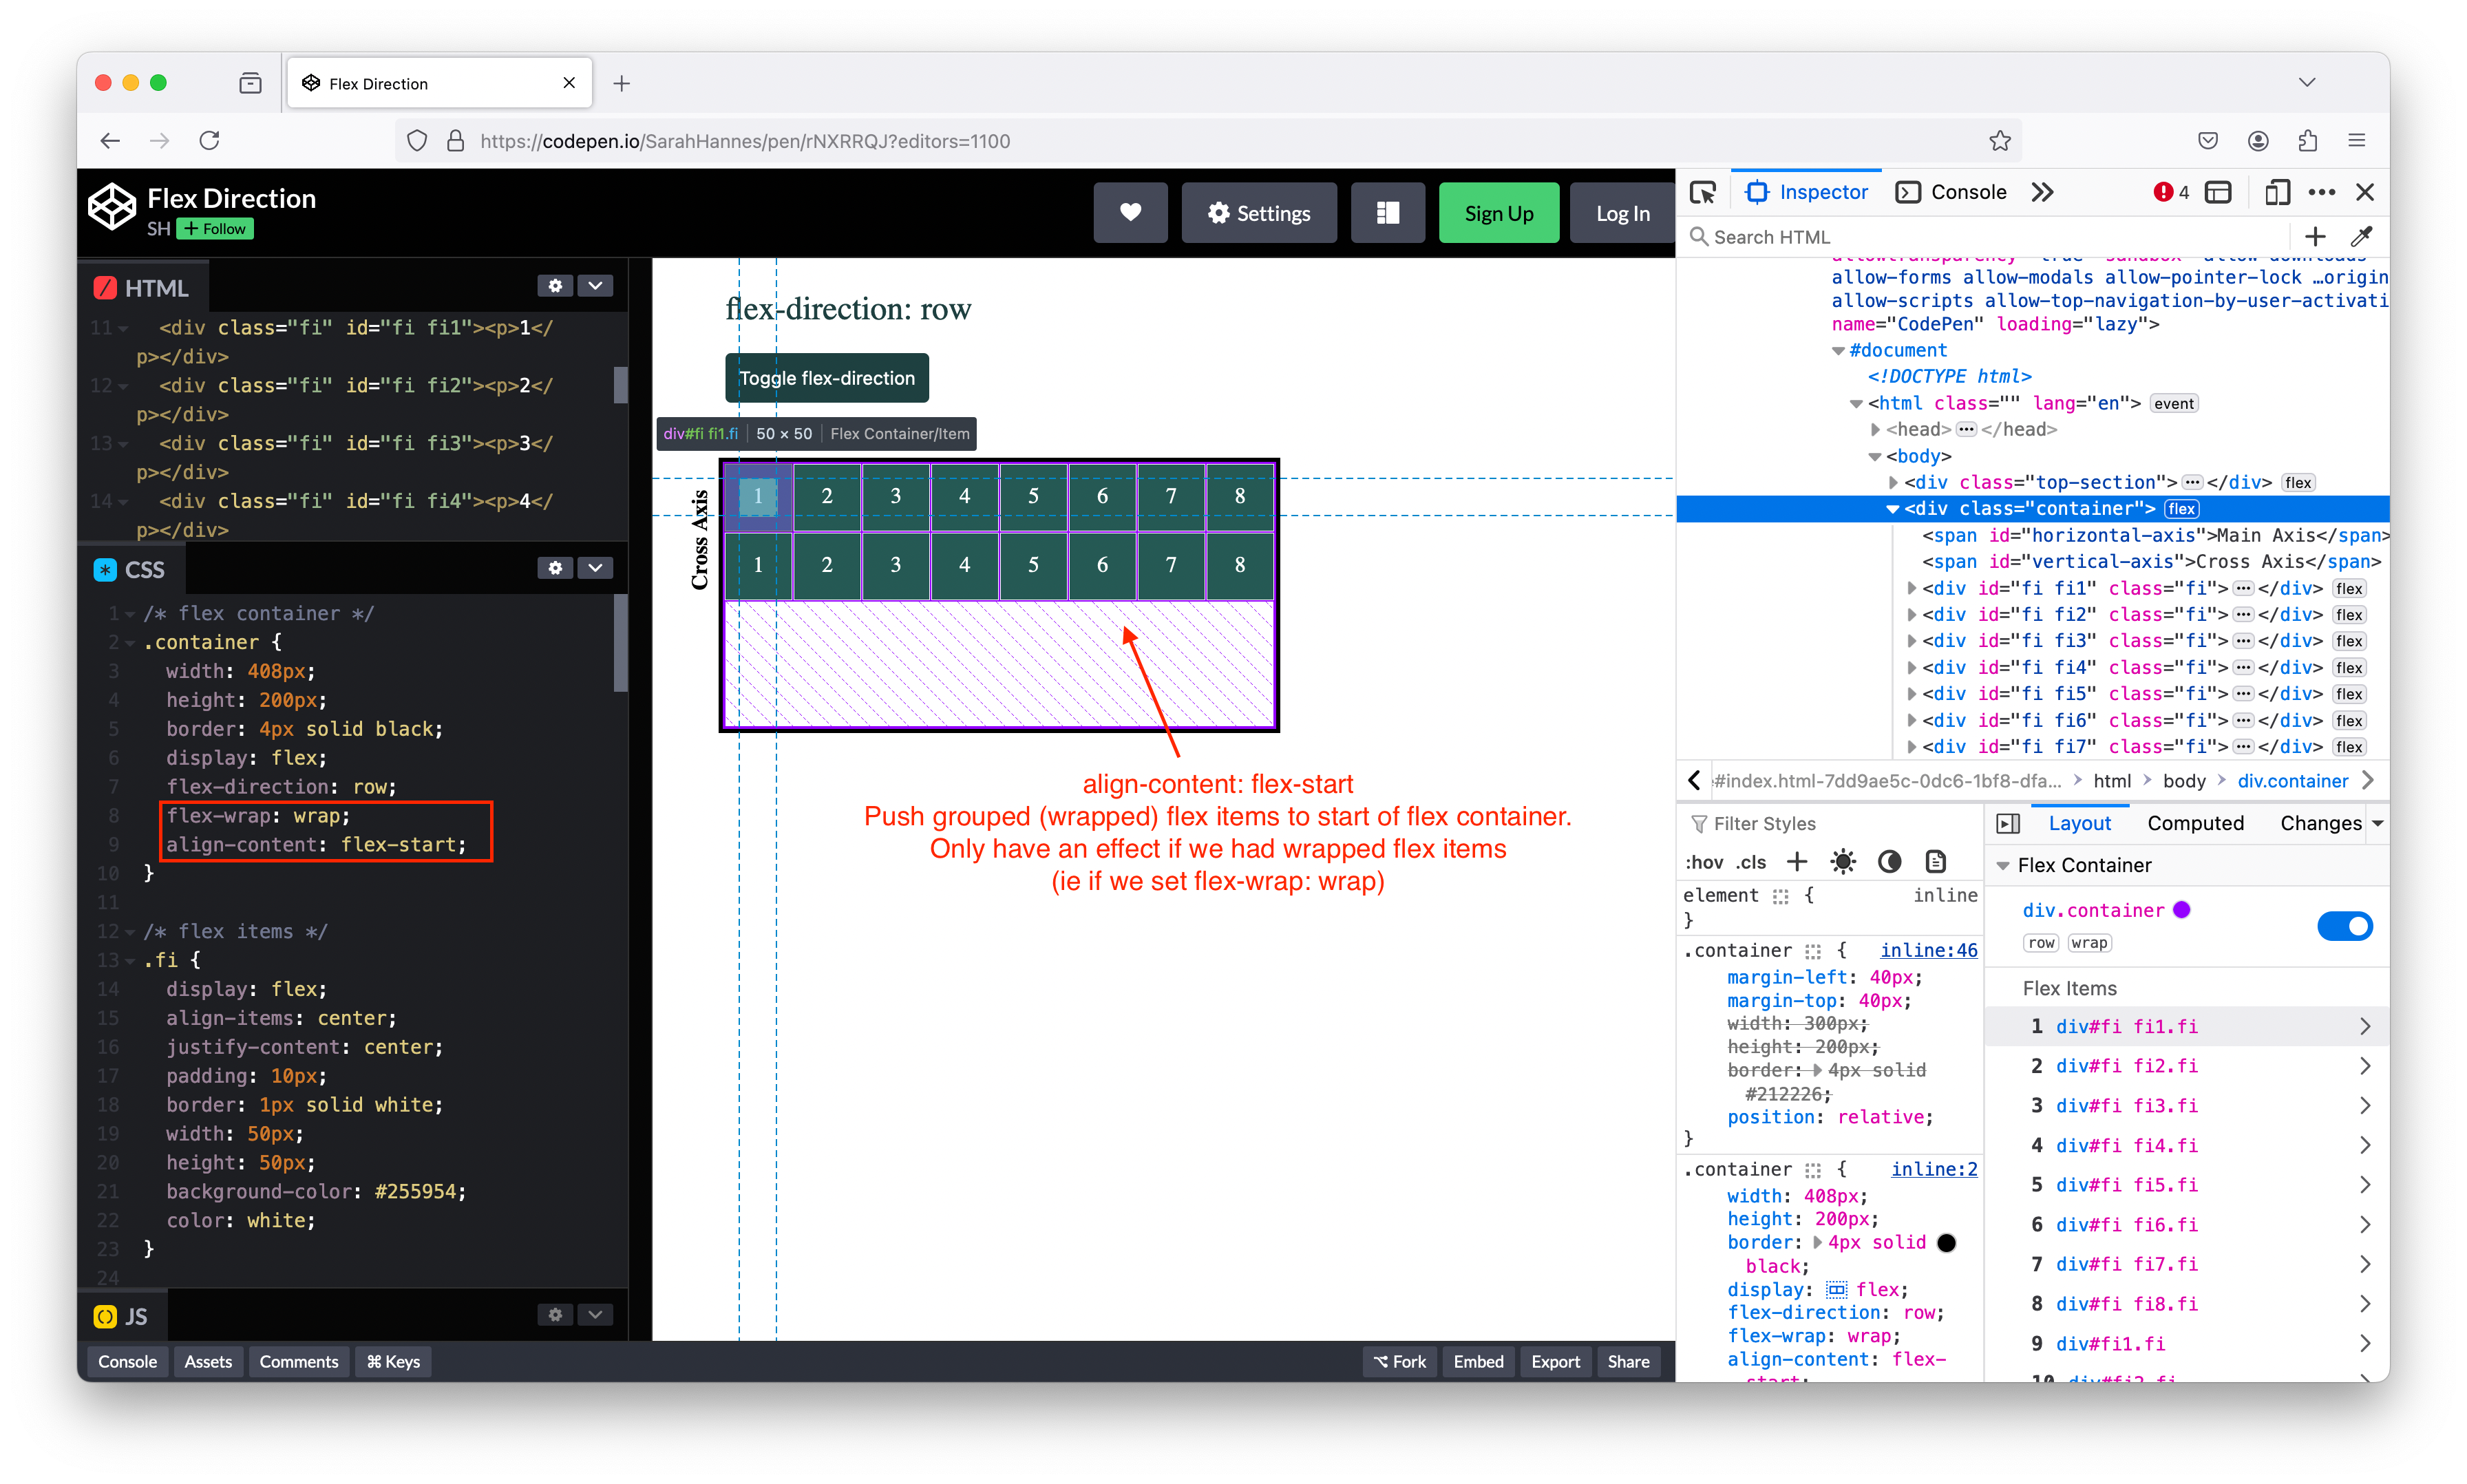 Flex Direction
https://codepen.io/SarahHannes/pen/rNXRRQJ?editors=1100
Flex Direction
SH + Follow
Settings
Sign Up
Log In
HTML
11 <div class="fi" id="fi fi1"><p>1</
p></div>
12 <div class="fi" id="fi fi2"><p>2</
p></div>
13 <div class="fi" id="fi fi3"><p>3</
p></div>
14 <div class="fi" id="fi fi4"><p>4</
p></div>
CSS
1 /* flex container */
2 .container {
3 width: 408px;
4 height: 200px;
5 border: 4px solid black;
6 display: flex;
7 flex-direction: row;
8 flex-wrap: wrap;
9 align-content: flex-start;
10 }
11
12 /* flex items */
13 .fi {
14 display: flex;
15 align-items: center;
16 justify-content: center;
17 padding: 10px;
18 border: 1px solid white;
19 width: 50px;
20 height: 50px;
21 background-color: #255954;
22 color: white;
23 }
24
JS
Console Assets Comments ⌘ Keys
Fork Embed Export Share
flex-direction: row
Toggle flex-direction
div#fi fi1.fi 50 × 50 Flex Container/Item
Cross Axis
1 2 3 4 5 6 7 8
1 2 3 4 5 6 7 8
align-content: flex-start
Push grouped (wrapped) flex items to start of flex container.
Only have an effect if we had wrapped flex items
(ie if we set flex-wrap: wrap)
Inspector Console 4
Search HTML
allow-forms allow-modals allow-pointer-lock …origin
allow-scripts allow-top-navigation-by-user-activati
name="CodePen" loading="lazy">
#document
<!DOCTYPE html>
<html class="" lang="en"> event
<head> ••• </head>
<body>
<div class="top-section"> ••• </div> flex
<div class="container"> flex
<span id="horizontal-axis">Main Axis</span>
<span id="vertical-axis">Cross Axis</span>
<div id="fi fi1" class="fi"> ••• </div> flex
<div id="fi fi2" class="fi"> ••• </div> flex
<div id="fi fi3" class="fi"> ••• </div> flex
<div id="fi fi4" class="fi"> ••• </div> flex
<div id="fi fi5" class="fi"> ••• </div> flex
<div id="fi fi6" class="fi"> ••• </div> flex
<div id="fi fi7" class="fi"> ••• </div> flex
#index.html-7dd9ae5c-0dc6-1bf8-dfa... > html > body > div.container
Filter Styles
:hov .cls
element { inline
}
.container { inline:46
margin-left: 40px;
margin-top: 40px;
width: 300px;
height: 200px;
border: 4px solid
#212226;
position: relative;
}
.container { inline:2
width: 408px;
height: 200px;
border: 4px solid
black;
display: flex;
flex-direction: row;
flex-wrap: wrap;
align-content: flex-
start;
Layout Computed Changes
Flex Container
div.container
row wrap
Flex Items
1 div#fi fi1.fi
2 div#fi fi2.fi
3 div#fi fi3.fi
4 div#fi fi4.fi
5 div#fi fi5.fi
6 div#fi fi6.fi
7 div#fi fi7.fi
8 div#fi fi8.fi
9 div#fi1.fi
10 div#fi2.fi